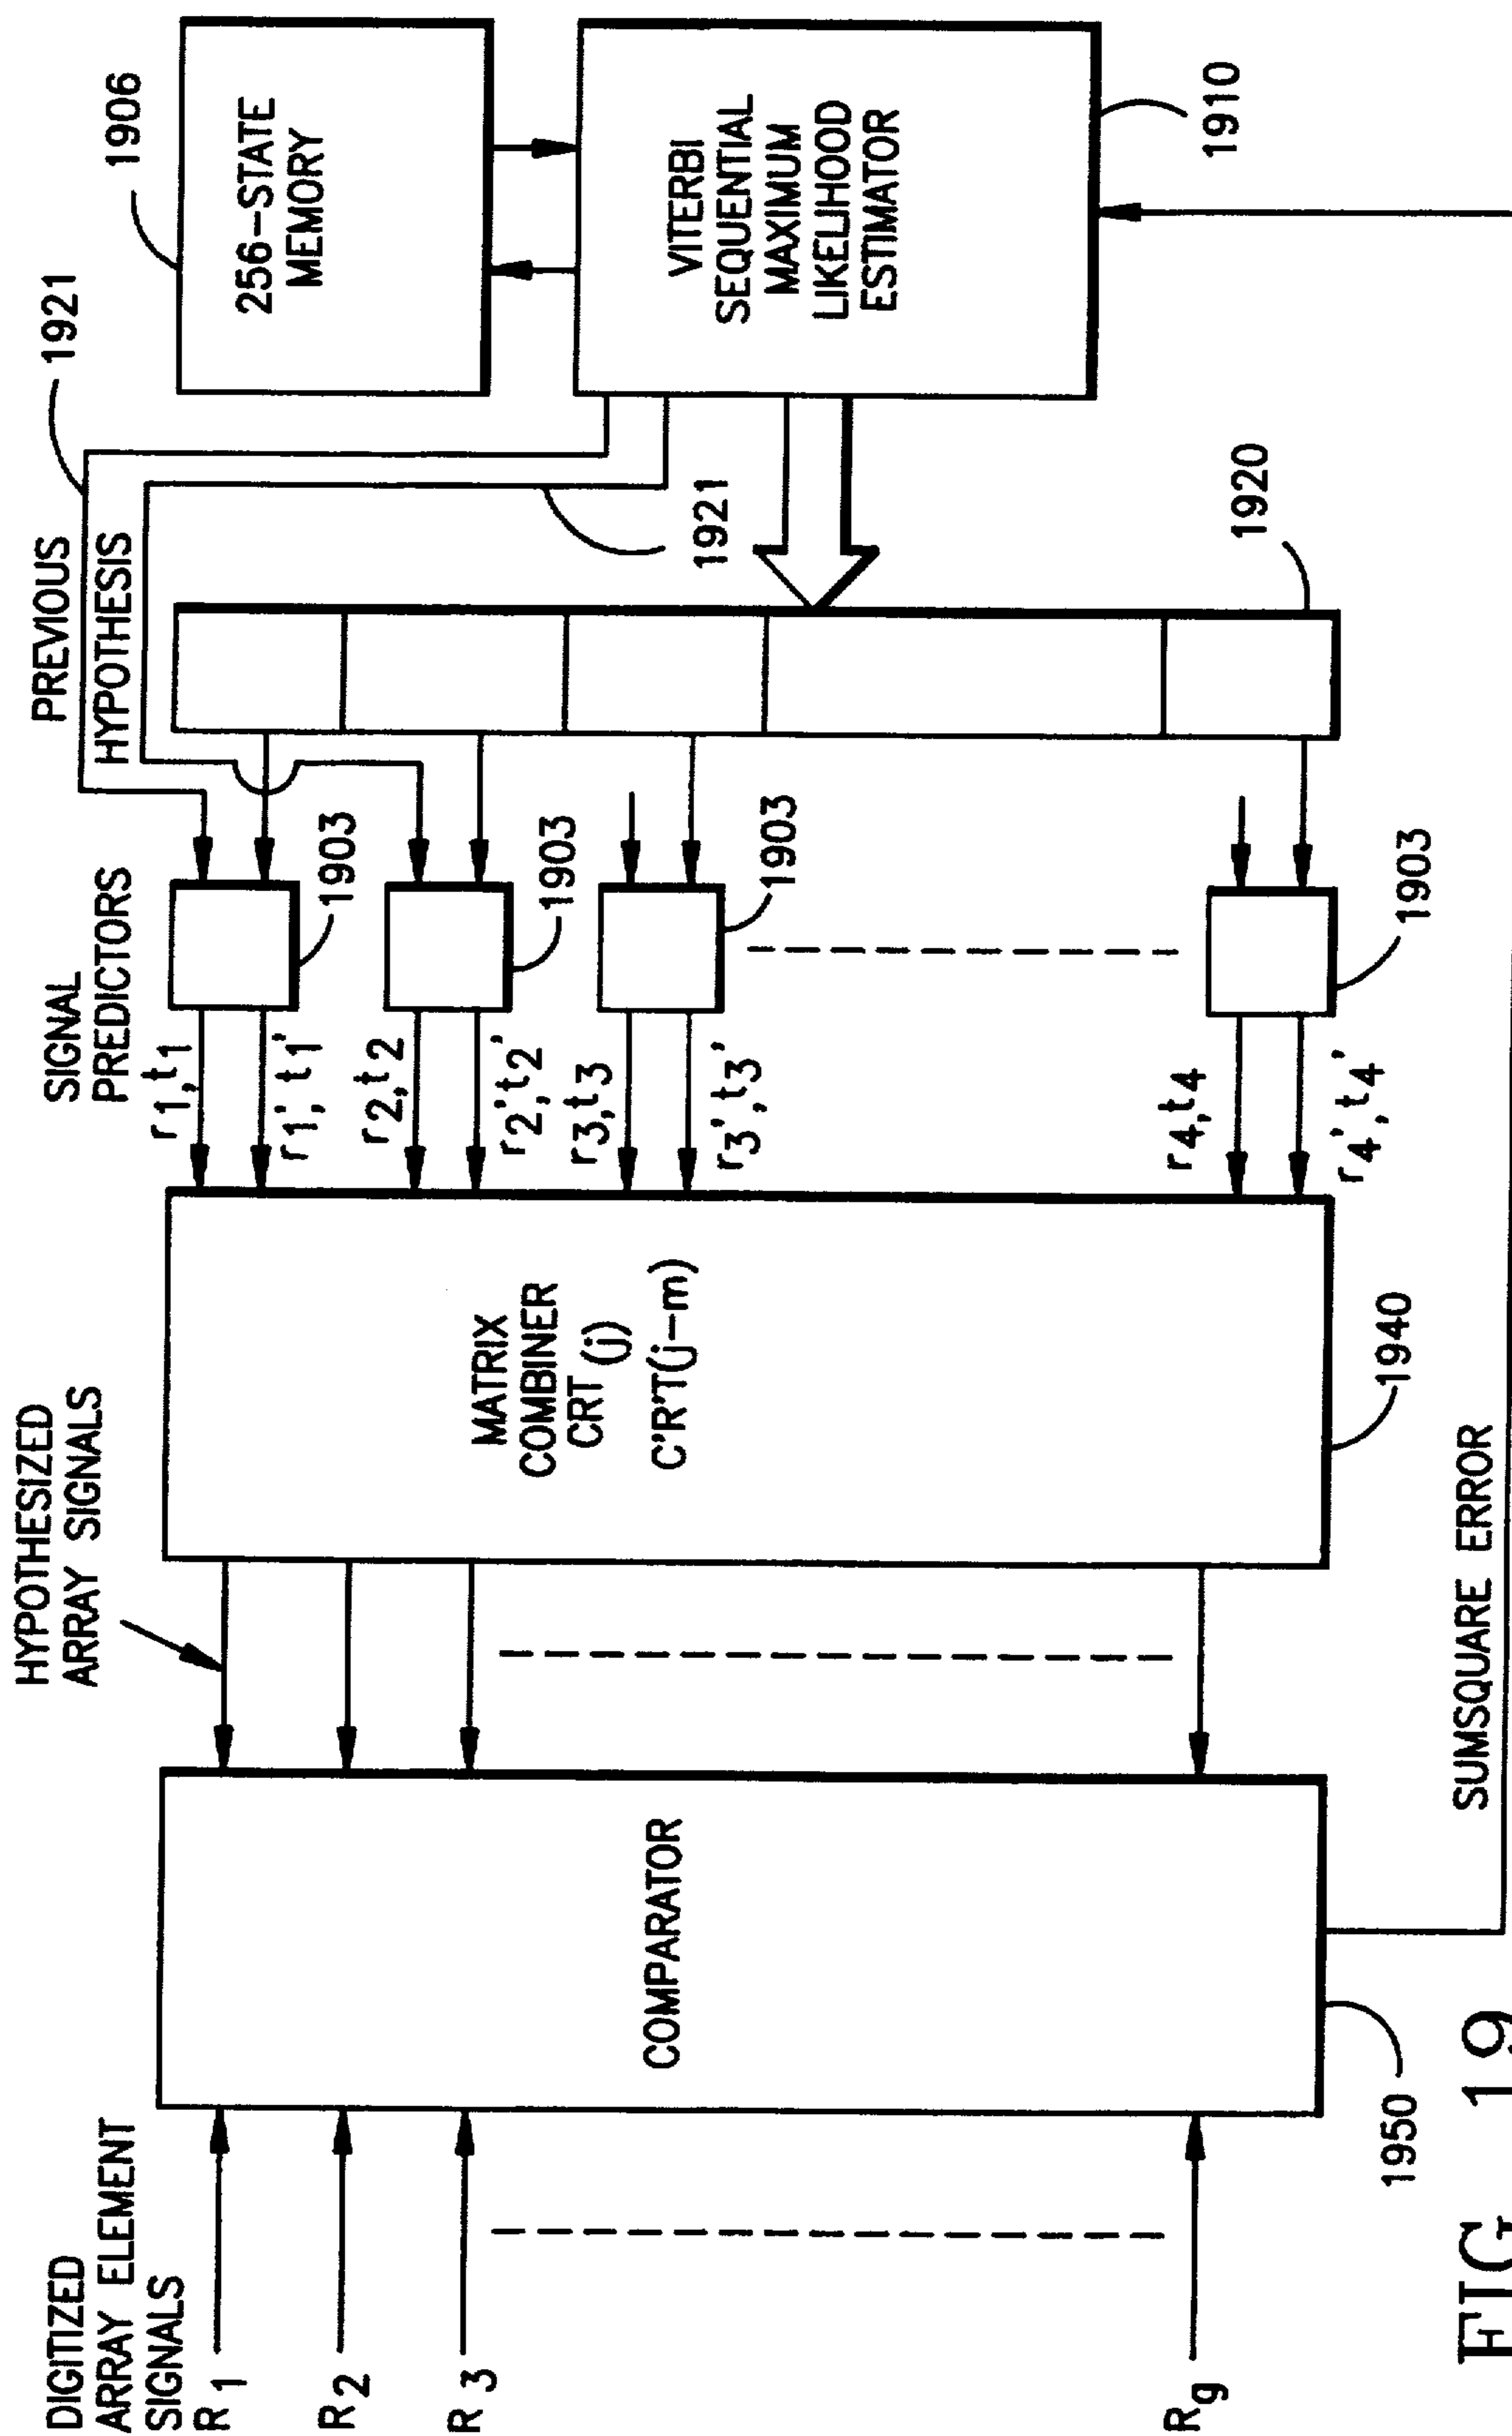 DIGITIZED
ARRAY ELEMENT
SIGNALS
R1
R2
R3
Rg
COMPARATOR
1950
HYPOTHESIZED
ARRAY SIGNALS
MATRIX
COMBINER
CRT (j)
C'R'T(j-m)
1940
SUMSQUARE ERROR
SIGNAL
PREDICTORS
r1,t1
r1',t1'
r2,t2
r2',t2'
r3,t3
r3',t3'
r4,t4
r4',t4'
1903
1903
1903
1903
PREVIOUS
HYPOTHESIS
1921
1921
1920
256-STATE
MEMORY
1906
VITERBI
SEQUENTIAL
MAXIMUM
LIKELIHOOD
ESTIMATOR
1910
FIG. 19